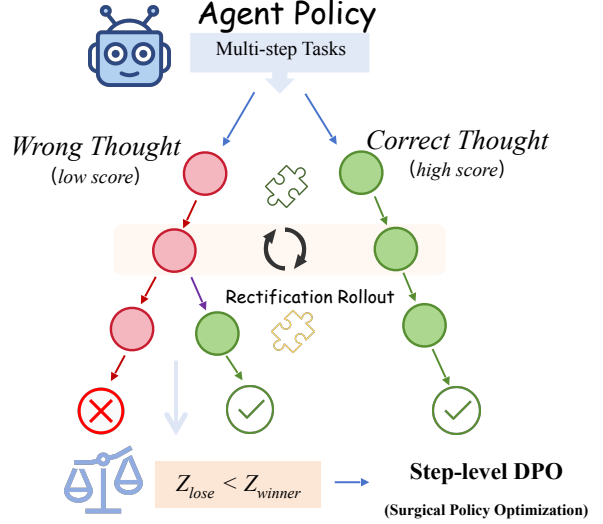 Agent Policy
Multi-step Tasks
Wrong Thought
(low score)
Correct Thought
(high score)
Rectification Rollout
Z_lose < Z_winner
Step-level DPO
(Surgical Policy Optimization)